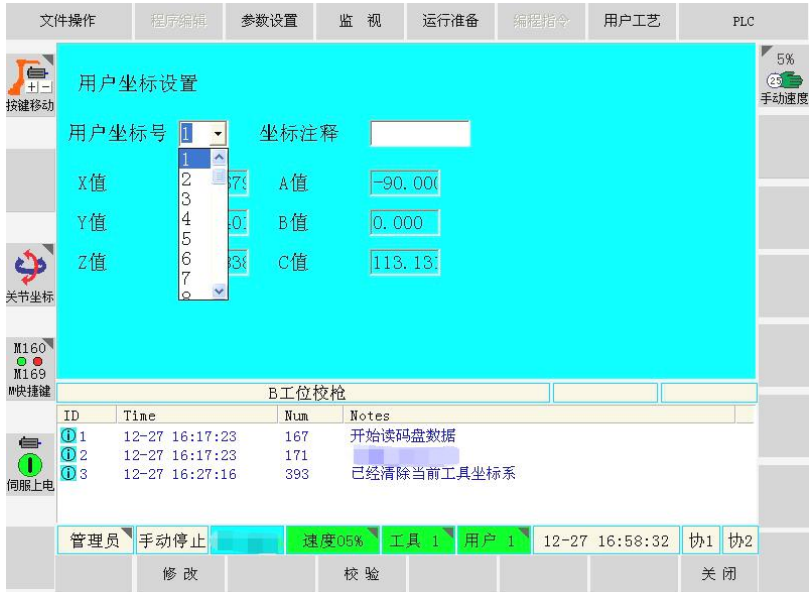 文件操作 程序编辑 参数设置 监 视 运行准备 编程指令 用户工艺 PLC
5%
25
手动速度
按键移动
用户坐标设置
用户坐标号 1 坐标注释
1
2
3
4
5
6
7
8
X值 679 A值 -90.000
Y值 401 B值 0.000
Z值 338 C值 113.131
关节坐标
M160
M169
M快捷键
B工位校枪
ID Time Num Notes
1 12-27 16:17:23 167 开始读码盘数据
2 12-27 16:17:23 171
3 12-27 16:27:16 393 已经清除当前工具坐标系
伺服上电
管理员 手动停止 速度05% 工具 1 用户 1 12-27 16:58:32 协1 协2
修 改 校 验 关 闭